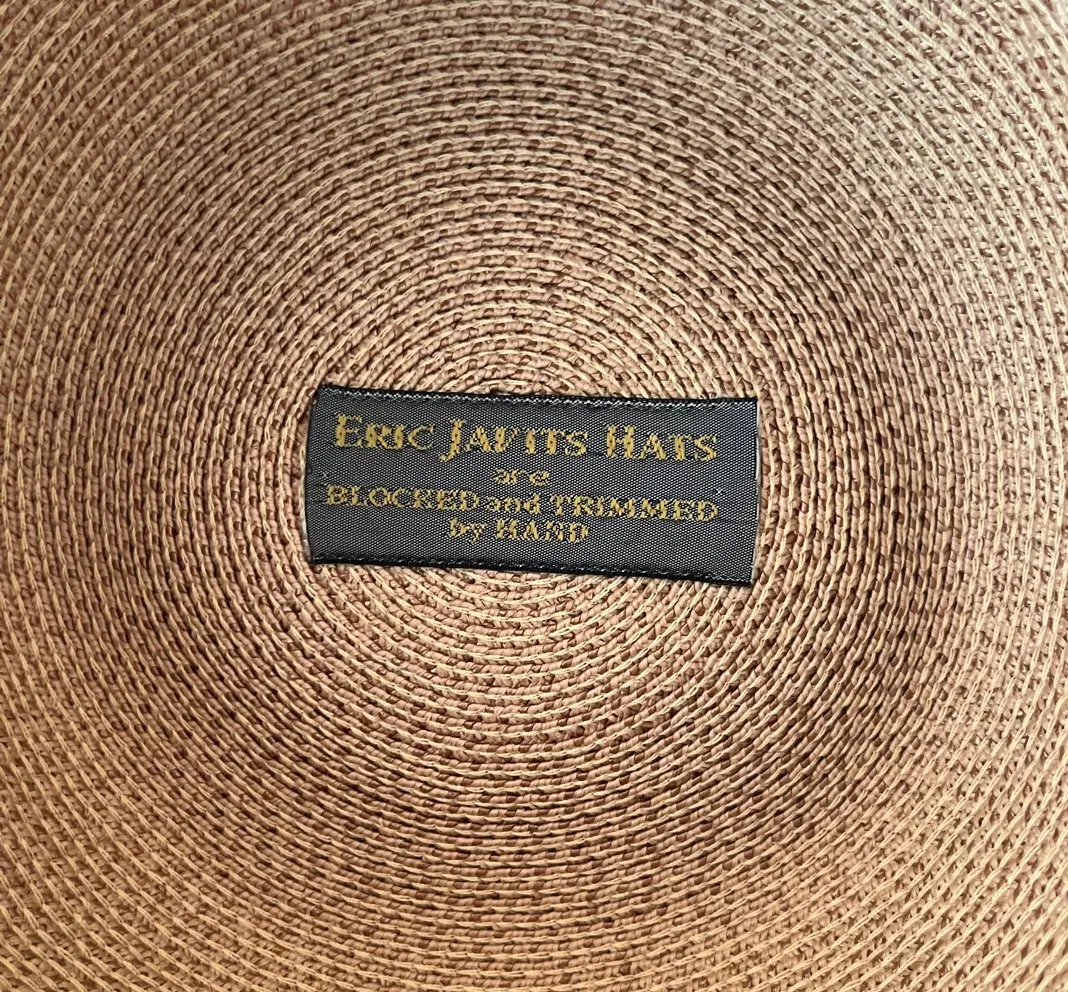 ERIC JAVITS HATS
are
BLOCKED and TRIMMED
by HAND